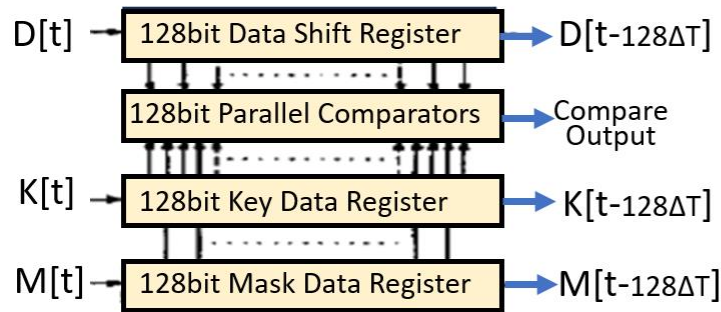 D[t] 128bit Data Shift Register D[t-128ΔT]
128bit Parallel Comparators Compare
Output
K[t] 128bit Key Data Register K[t-128ΔT]
M[t] 128bit Mask Data Register M[t-128ΔT]